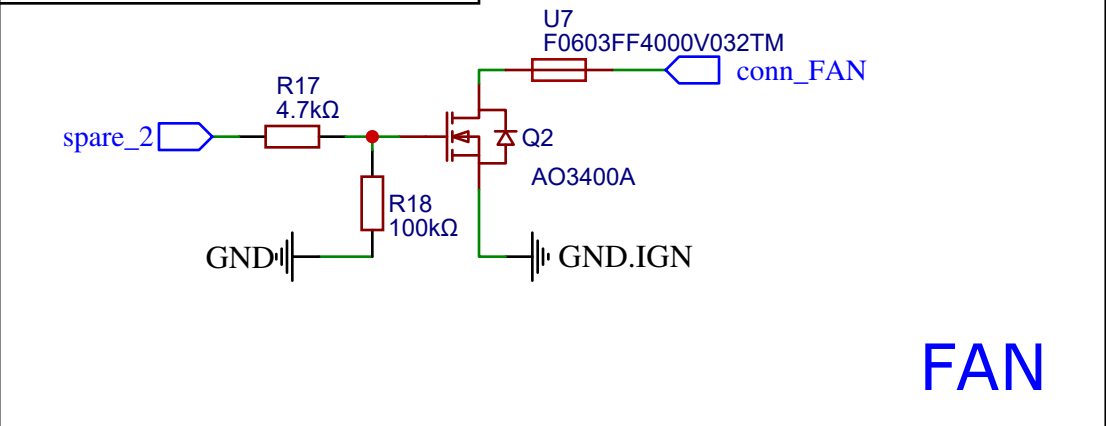 U7
F0603FF4000V032TM
conn_FAN
R17
4.7kΩ
spare_2
Q2
AO3400A
R18
100kΩ
GND
GND.IGN
FAN